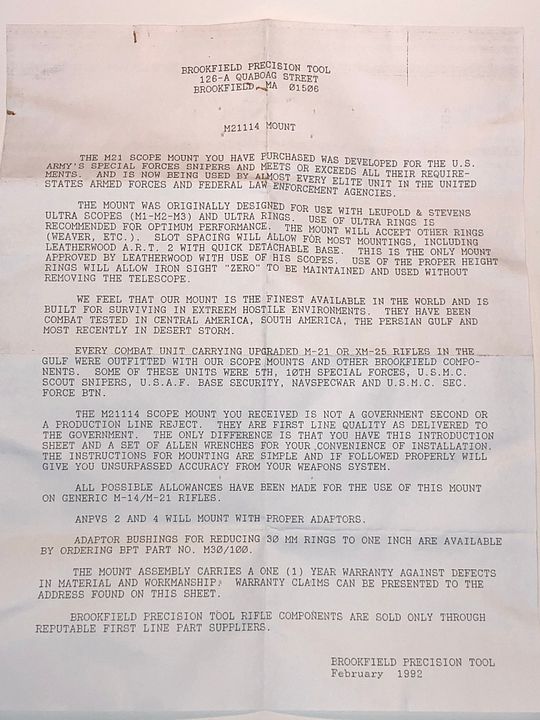 BROOKFIELD PRECISION TOOL
126-A QUABOAG STREET
BROOKFIELD, MA 01506
M21114 MOUNT
THE M21 SCOPE MOUNT YOU HAVE PURCHASED WAS DEVELOPED FOR THE U.S.
ARMY'S SPECIAL FORCES SNIPERS AND MEETS OR EXCEEDS ALL THEIR REQUIRE-
MENTS. AND IS NOW BEING USED BY ALMOST EVERY ELITE UNIT IN THE UNITED
STATES ARMED FORCES AND FEDERAL LAW ENFORCEMENT AGENCIES.
THE MOUNT WAS ORIGINALLY DESIGNED FOR USE WITH LEUPOLD & STEVENS
ULTRA SCOPES (M1-M2-M3) AND ULTRA RINGS. USE OF ULTRA RINGS IS
RECOMMENDED FOR OPTIMUM PERFORMANCE. THE MOUNT WILL ACCEPT OTHER RINGS
(WEAVER, ETC.). SLOT SPACING WILL ALLOW FOR MOST MOUNTINGS, INCLUDING
LEATHERWOOD A.R.T. 2 WITH QUICK DETACHABLE BASE. THIS IS THE ONLY MOUNT
APPROVED BY LEATHERWOOD WITH USE OF HIS SCOPES. USE OF THE PROPER HEIGHT
RINGS WILL ALLOW IRON SIGHT "ZERO" TO BE MAINTAINED AND USED WITHOUT
REMOVING THE TELESCOPE.
WE FEEL THAT OUR MOUNT IS THE FINEST AVAILABLE IN THE WORLD AND IS
BUILT FOR SURVIVING IN EXTREEM HOSTILE ENVIRONMENTS. THEY HAVE BEEN
COMBAT TESTED IN CENTRAL AMERICA, SOUTH AMERICA, THE PERSIAN GULF AND
MOST RECENTLY IN DESERT STORM.
EVERY COMBAT UNIT CARRYING UPGRADED M-21 OR XM-25 RIFLES IN THE
GULF WERE OUTFITTED WITH OUR SCOPE MOUNTS AND OTHER BROOKFIELD COMPO-
NENTS. SOME OF THESE UNITS WERE 5TH, 10TH SPECIAL FORCES, U.S.M.C.
SCOUT SNIPERS, U.S.A.F. BASE SECURITY, NAVSPECWAR AND U.S.M.C. SEC.
FORCE BTN.
THE M21114 SCOPE MOUNT YOU RECEIVED IS NOT A GOVERNMENT SECOND OR
A PRODUCTION LINE REJECT. THEY ARE FIRST LINE QUALITY AS DELIVERED TO
THE GOVERNMENT. THE ONLY DIFFERENCE IS THAT YOU HAVE THIS INTRODUCTION
SHEET AND A SET OF ALLEN WRENCHES FOR YOUR CONVENIENCE OF INSTALLATION.
THE INSTRUCTIONS FOR MOUNTING ARE SIMPLE AND IF FOLLOWED PROPERLY WILL
GIVE YOU UNSURPASSED ACCURACY FROM YOUR WEAPONS SYSTEM.
ALL POSSIBLE ALLOWANCES HAVE BEEN MADE FOR THE USE OF THIS MOUNT
ON GENERIC M-14/M-21 RIFLES.
ANPVS 2 AND 4 WILL MOUNT WITH PROPER ADAPTORS.
ADAPTOR BUSHINGS FOR REDUCING 30 MM RINGS TO ONE INCH ARE AVAILABLE
BY ORDERING BPT PART NO. M30/100.
THE MOUNT ASSEMBLY CARRIES A ONE (1) YEAR WARRANTY AGAINST DEFECTS
IN MATERIAL AND WORKMANSHIP. WARRANTY CLAIMS CAN BE PRESENTED TO THE
ADDRESS FOUND ON THIS SHEET.
BROOKFIELD PRECISION TOOL RIFLE COMPONENTS ARE SOLD ONLY THROUGH
REPUTABLE FIRST LINE PART SUPPLIERS.
BROOKFIELD PRECISION TOOL
February 1992